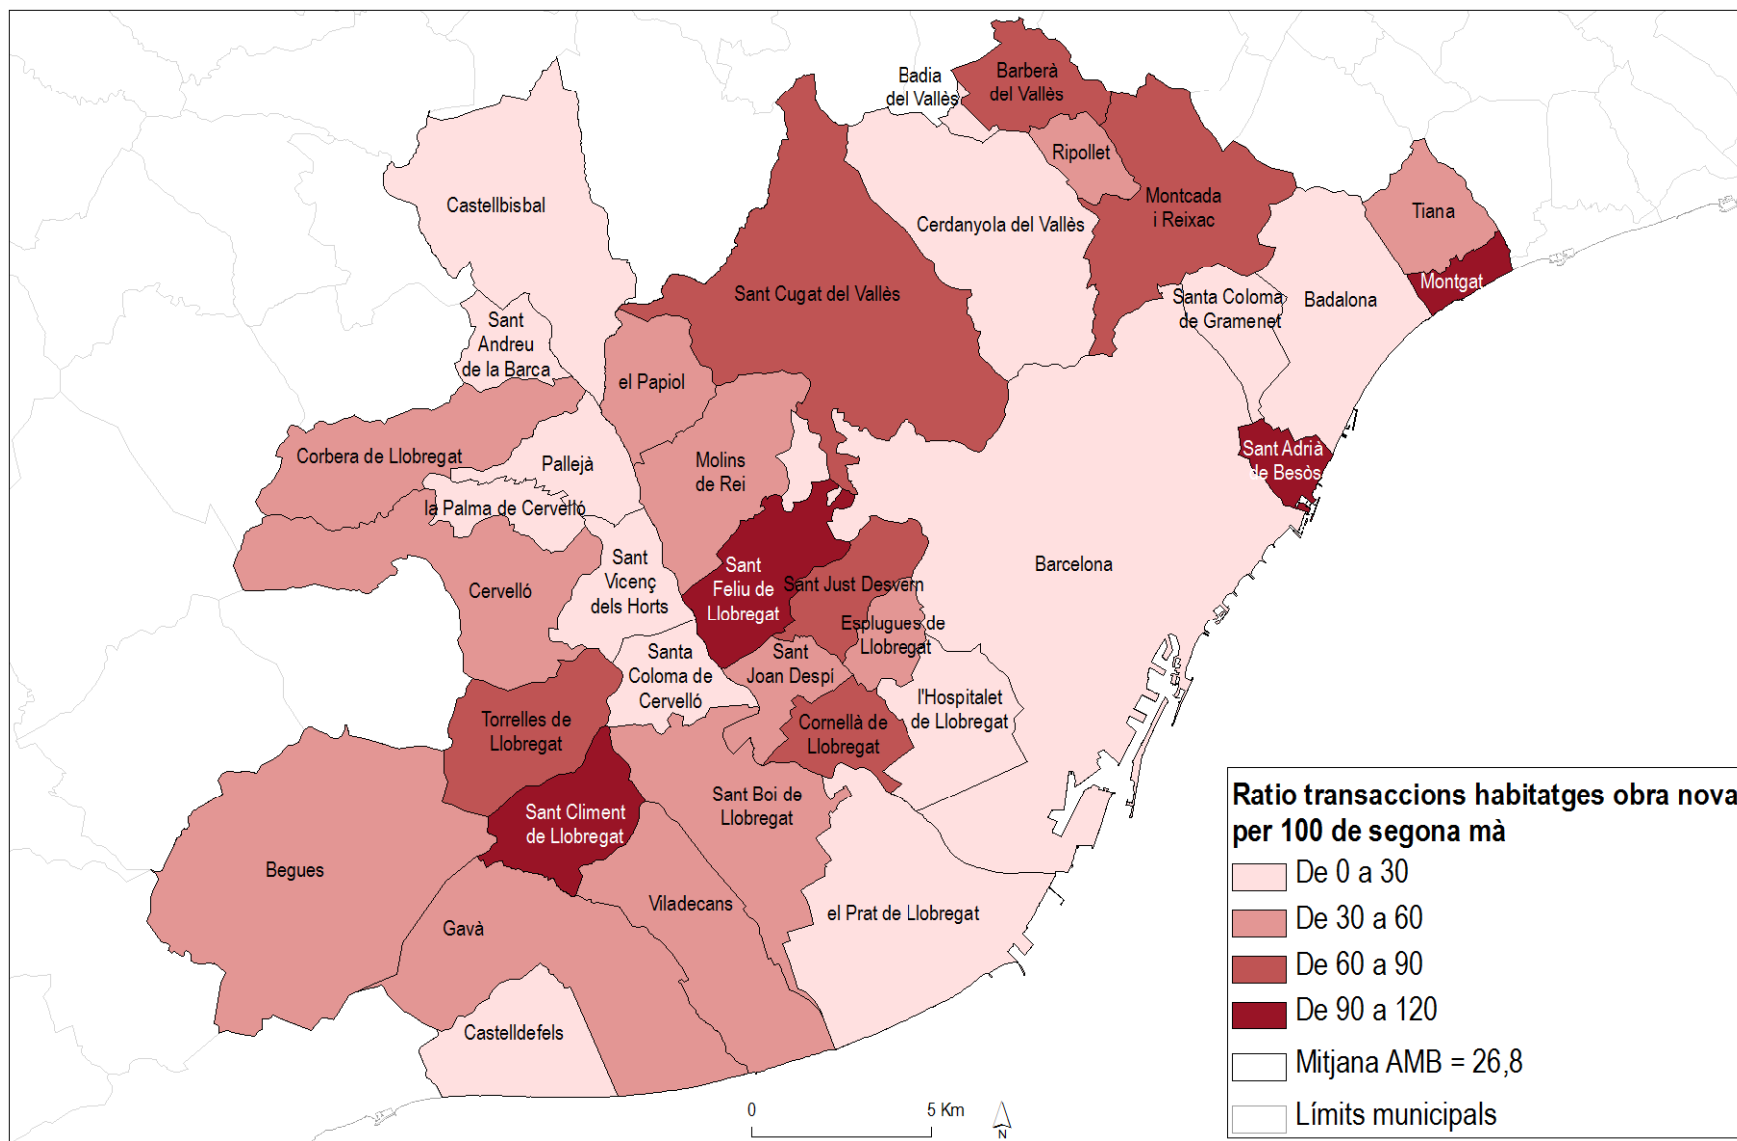 Badia
del Vallès
Barberà
del Vallès
Ripollet
Castellbisbal
Cerdanyola del Vallès
Montcada
i Reixac
Tiana
Montgat
Sant Cugat del Vallès
Santa Coloma
de Gramenet
Badalona
Sant
Andreu
de la Barca
el Papiol
Corbera de Llobregat
Pallejà
Molins
de Rei
Sant Adrià
de Besòs
la Palma de Cervelló
Sant
Vicenç
dels Horts
Sant
Feliu de
Llobregat
Barcelona
Cervelló
Sant Just Desvern
Esplugues de
Llobregat
Santa
Coloma de
Cervelló
Sant
Joan Despí
l'Hospitalet
de Llobregat
Torrelles de
Llobregat
Cornellà de
Llobregat
Sant Climent
de Llobregat
Sant Boi de
Llobregat
Begues
Viladecans
el Prat de Llobregat
Gavà
Castelldefels
Ratio transaccions habitatges obra nova
per 100 de segona mà
De 0 a 30
De 30 a 60
De 60 a 90
De 90 a 120
Mitjana AMB = 26,8
Límits municipals
0 5 Km
N